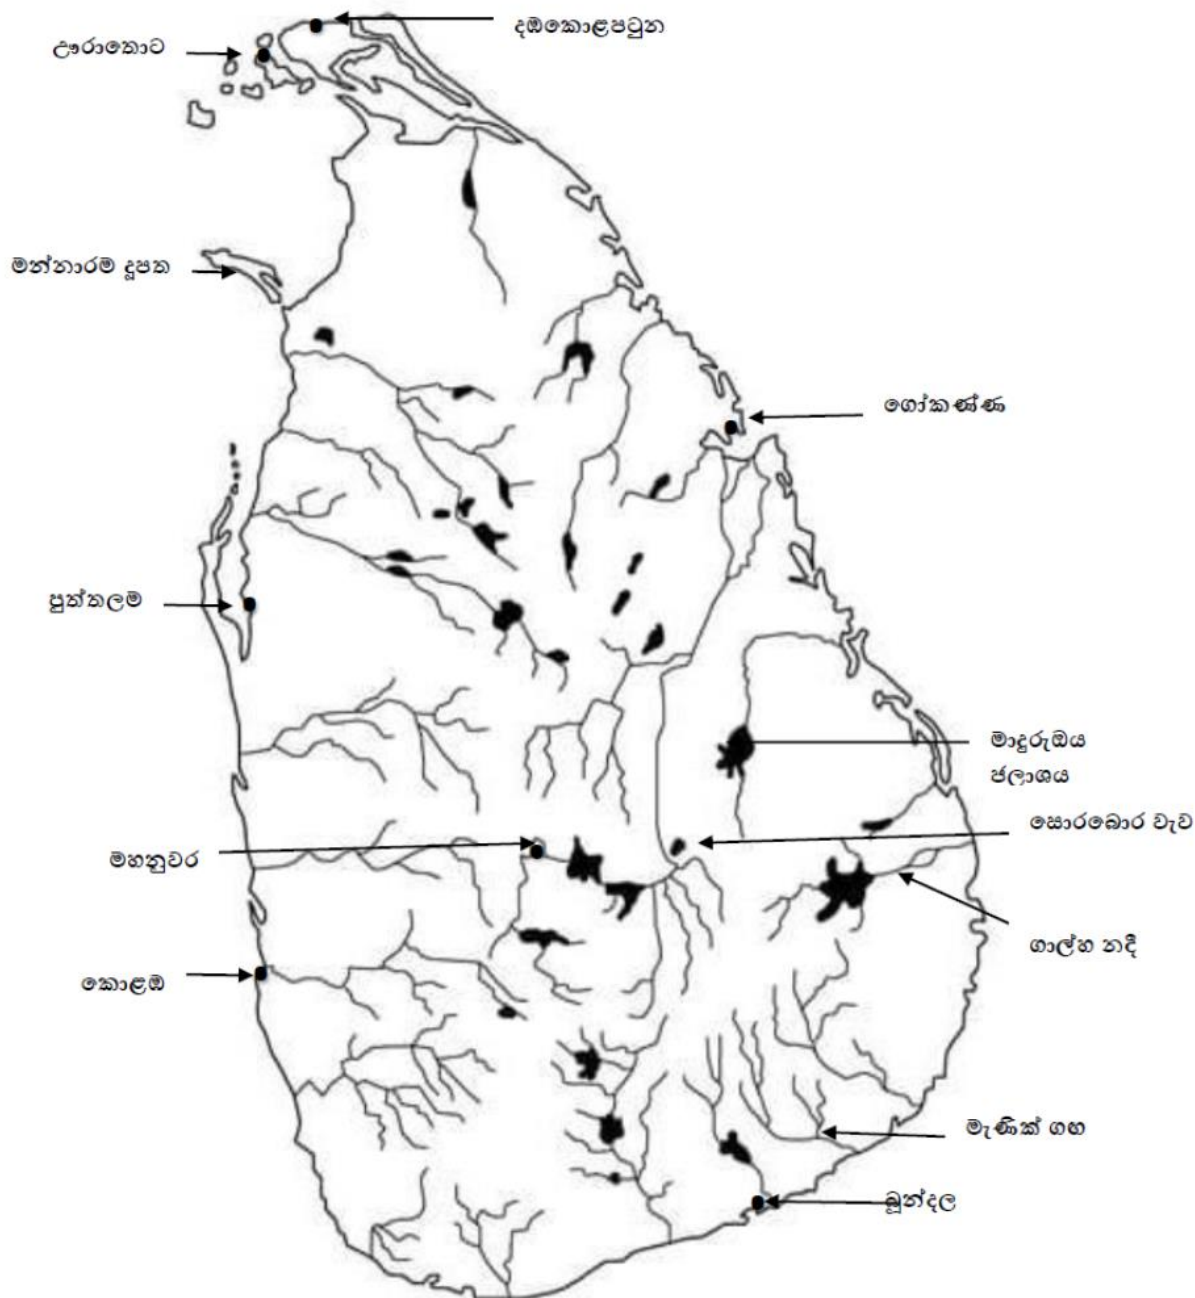 දඹකොළපටුන
ඌරාතොට
මන්නාරම දූපත
ගෝකණ්ණ
පුත්තලම
මාදුරුඔය
ජලාශය
සොරබොර වැව
මහනුවර
ගාල්හ නදී
කොළඹ
මැණික් ගඟ
බූන්දල